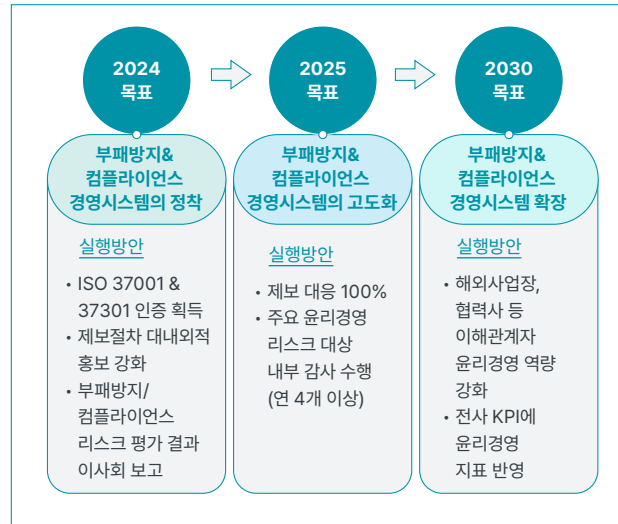 2024
목표
부패방지&
컴플라이언스
경영시스템의 정착
실행방안
• ISO 37001 &
37301 인증 획득
• 제보절차 대내외적
홍보 강화
• 부패방지/
컴플라이언스
리스크 평가 결과
이사회 보고
2025
목표
부패방지&
컴플라이언스
경영시스템의 고도화
실행방안
• 제보 대응 100%
• 주요 윤리경영
리스크 대상
내부 감사 수행
(연 4개 이상)
2030
목표
부패방지&
컴플라이언스
경영시스템 확장
실행방안
• 해외사업장,
협력사 등
이해관계자
윤리경영 역량
강화
• 전사 KPI에
윤리경영
지표 반영